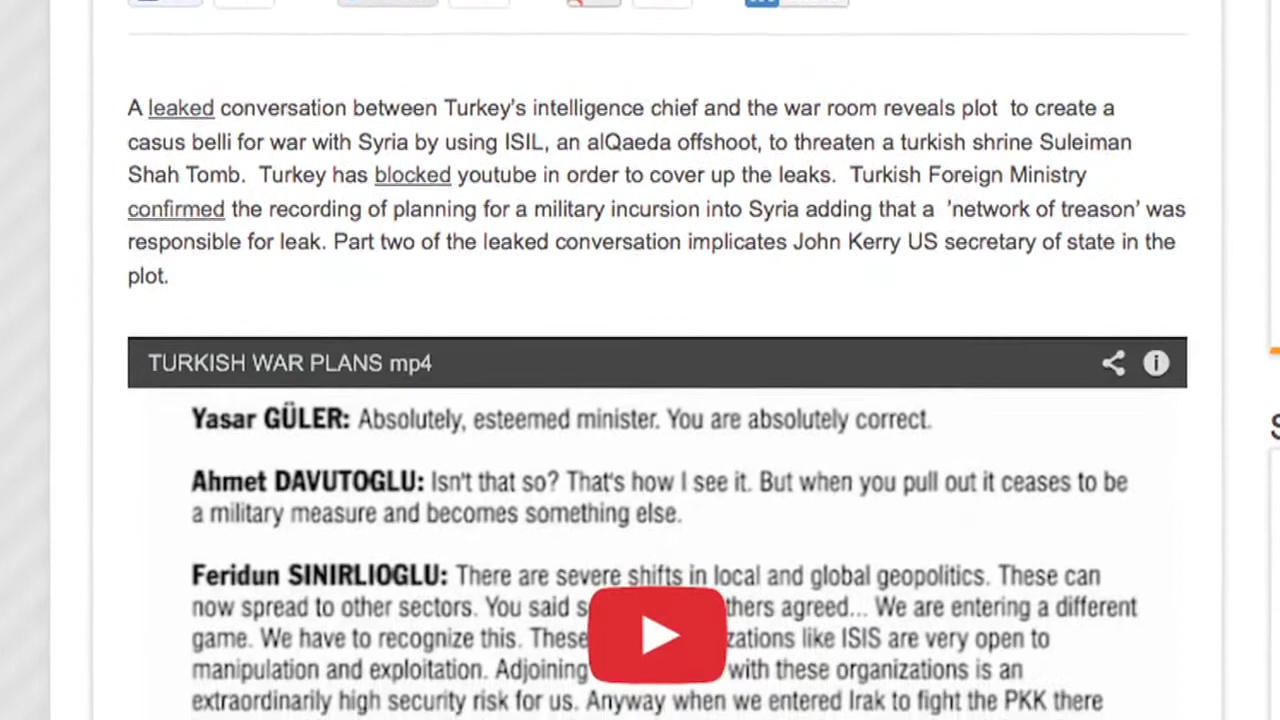 A leaked conversation between Turkey's intelligence chief and the war room reveals plot  to create a
casus belli for war with Syria by using ISIL, an alQaeda offshoot, to threaten a turkish shrine Suleiman
Shah Tomb.  Turkey has blocked youtube in order to cover up the leaks.  Turkish Foreign Ministry
confirmed the recording of planning for a military incursion into Syria adding that a  'network of treason' was
responsible for leak. Part two of the leaked conversation implicates John Kerry US secretary of state in the
plot.
TURKISH WAR PLANS mp4
Yasar GÜLER: Absolutely, esteemed minister. You are absolutely correct.
Ahmet DAVUTOGLU: Isn't that so? That's how I see it. But when you pull out it ceases to be
a military measure and becomes something else.
Feridun SINIRLIOGLU: There are severe shifts in local and global geopolitics. These can
now spread to other sectors. You said agreed... We are entering a different
game. We have to recognize this. These like ISIS are very open to
manipulation and exploitation. Adjoining with these organizations is an
extraordinarily high security risk for us. Anyway when we entered Irak to fight the PKK there